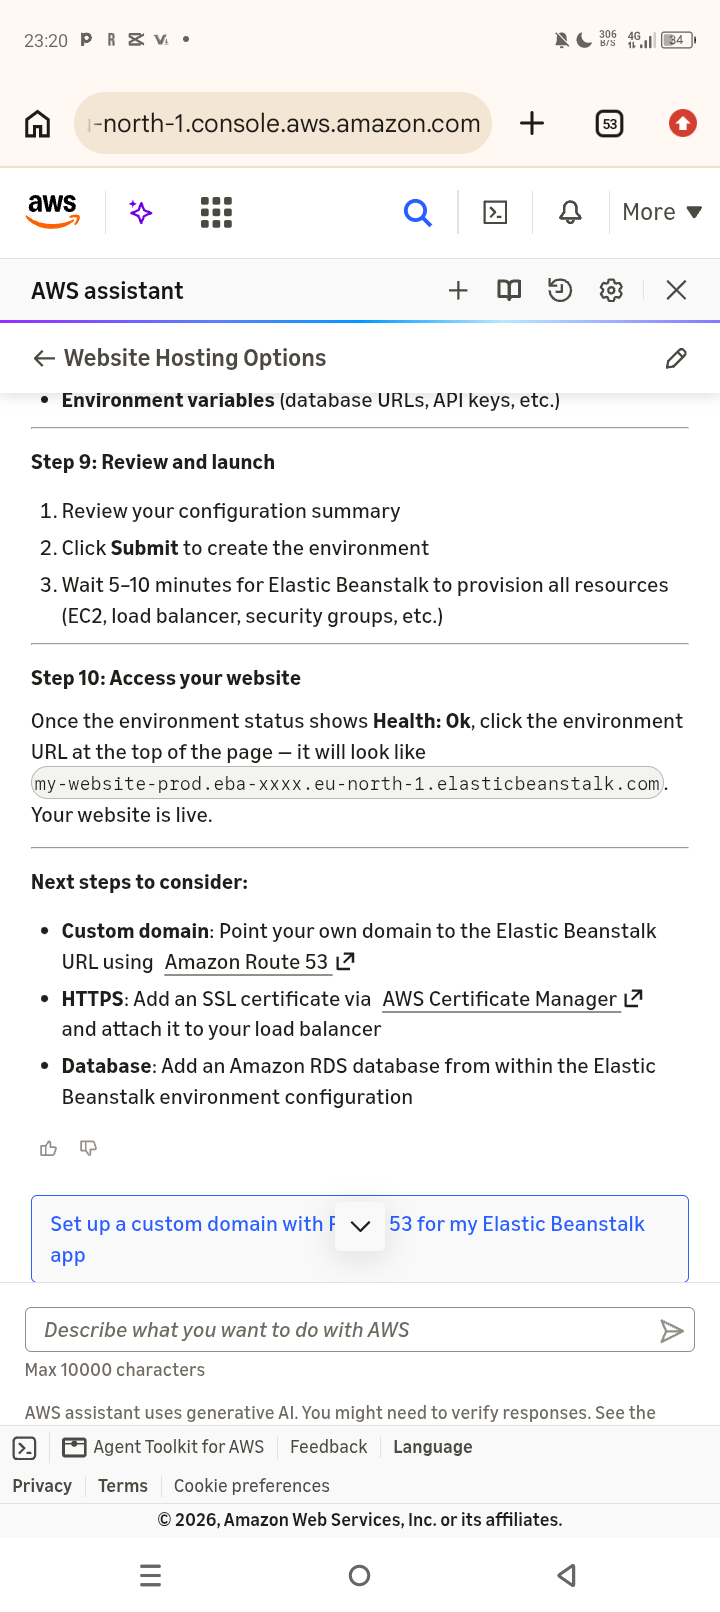 23:20
306
B/S
4G
34
-north-1.console.aws.amazon.com
53
aws
More
AWS assistant
Website Hosting Options
• Environment variables (database URLs, API keys, etc.)
Step 9: Review and launch
1. Review your configuration summary
2. Click Submit to create the environment
3. Wait 5–10 minutes for Elastic Beanstalk to provision all resources
(EC2, load balancer, security groups, etc.)
Step 10: Access your website
Once the environment status shows Health: Ok, click the environment
URL at the top of the page — it will look like
my-website-prod.eba-xxxx.eu-north-1.elasticbeanstalk.com.
Your website is live.
Next steps to consider:
• Custom domain: Point your own domain to the Elastic Beanstalk
URL using Amazon Route 53
• HTTPS: Add an SSL certificate via AWS Certificate Manager
and attach it to your load balancer
• Database: Add an Amazon RDS database from within the Elastic
Beanstalk environment configuration
Set up a custom domain with 53 for my Elastic Beanstalk
app
Describe what you want to do with AWS
Max 10000 characters
AWS assistant uses generative AI. You might need to verify responses. See the
Agent Toolkit for AWS Feedback Language
Privacy Terms Cookie preferences
© 2026, Amazon Web Services, Inc. or its affiliates.